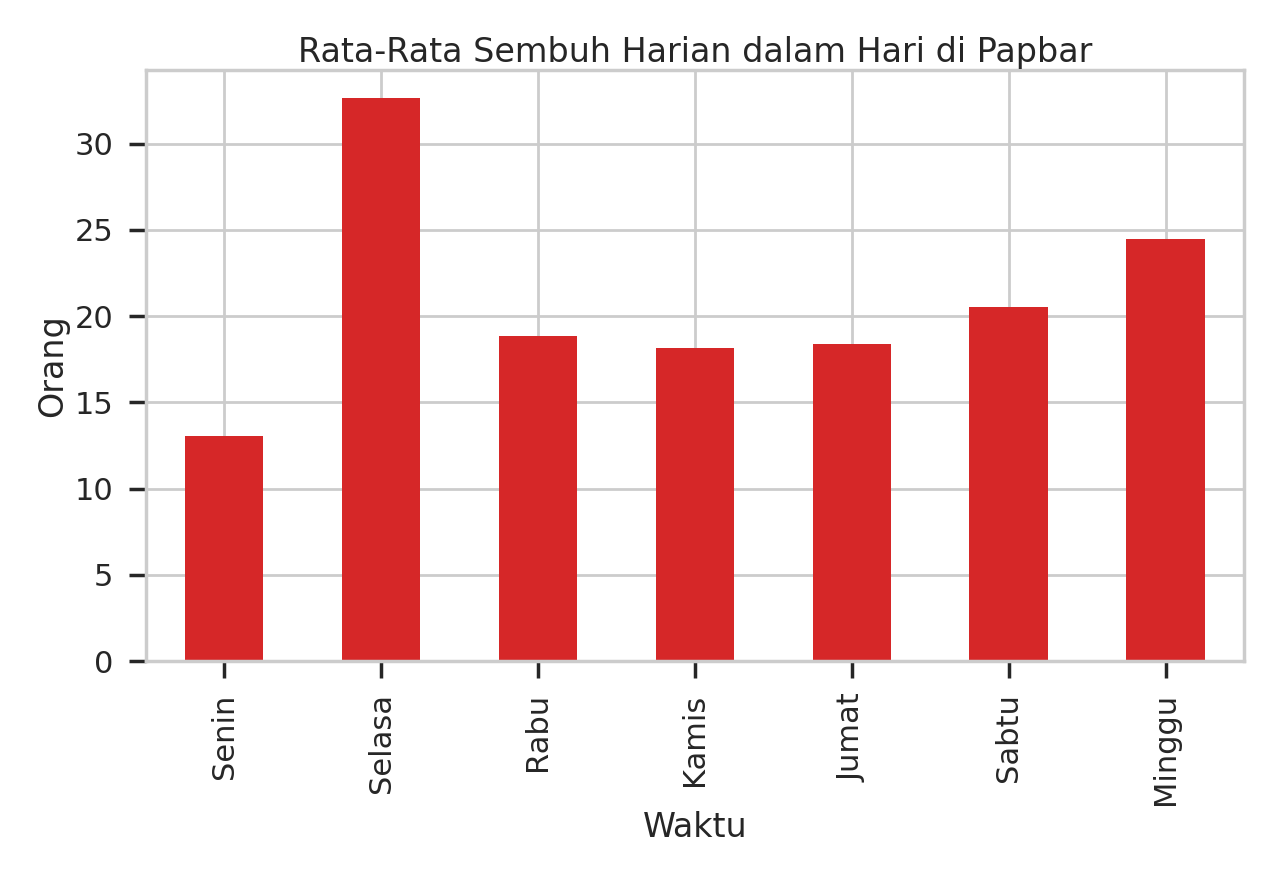 Rata-Rata Sembuh Harian dalam Hari di Papbar
Orang
30
25
20
15
10
5
0
Senin
Selasa
Rabu
Kamis
Jumat
Sabtu
Minggu
Waktu